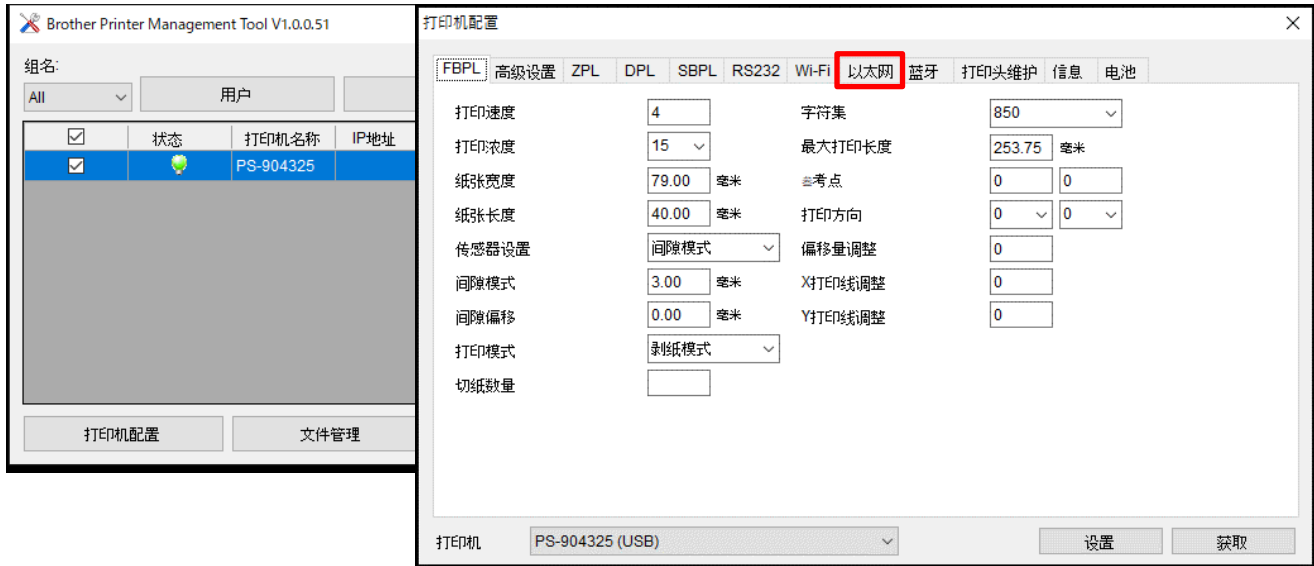 Brother Printer Management Tool V1.0.0.51
组名:
All
用户
状态 打印机名称 IP地址
PS-904325
打印机配置 文件管理
打印机配置
FBPL 高级设置 ZPL DPL SBPL RS232 Wi-Fi 以太网 蓝牙 打印头维护 信息 电池
打印速度 4 字符集 850
打印浓度 15 最大打印长度 253.75 毫米
纸张宽度 79.00 毫米 参考点 0 0
纸张长度 40.00 毫米 打印方向 0 0
传感器设置 间隙模式 偏移量调整 0
间隙模式 3.00 毫米 X打印线调整 0
间隙偏移 0.00 毫米 Y打印线调整 0
打印模式 剥纸模式
切纸数量
打印机 PS-904325 (USB) 设置 获取